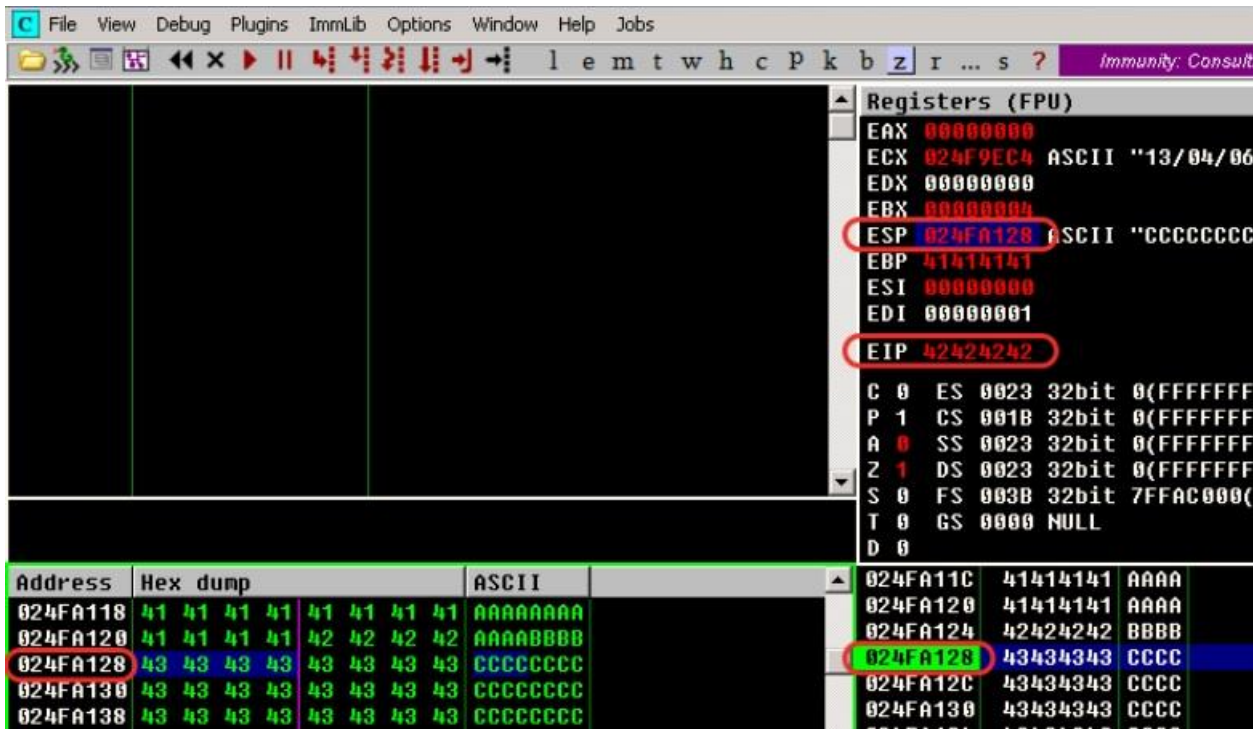 C File View Debug Plugins ImmLib Options Window Help Jobs
l e m t w h c P k b z r ... s ? Immunity: Consult
Registers (FPU)
EAX 00000000
ECX 024F9EC4 ASCII "13/04/06
EDX 00000000
EBX 00000004
ESP 024FA128 ASCII "CCCCCCCC
EBP 41414141
ESI 00000000
EDI 00000001
EIP 42424242
C 0 ES 0023 32bit 0(FFFFFFF
P 1 CS 001B 32bit 0(FFFFFFF
A 0 SS 0023 32bit 0(FFFFFFF
Z 1 DS 0023 32bit 0(FFFFFFF
S 0 FS 003B 32bit 7FFAC000(
T 0 GS 0000 NULL
D 0
Address Hex dump ASCII
024FA118 41 41 41 41 41 41 41 41 AAAAAAAA
024FA120 41 41 41 41 42 42 42 42 AAAABBBB
024FA128 43 43 43 43 43 43 43 43 CCCCCCCC
024FA130 43 43 43 43 43 43 43 43 CCCCCCCC
024FA138 43 43 43 43 43 43 43 43 CCCCCCCC
024FA11C 41414141 AAAA
024FA120 41414141 AAAA
024FA124 42424242 BBBB
024FA128 43434343 CCCC
024FA12C 43434343 CCCC
024FA130 43434343 CCCC